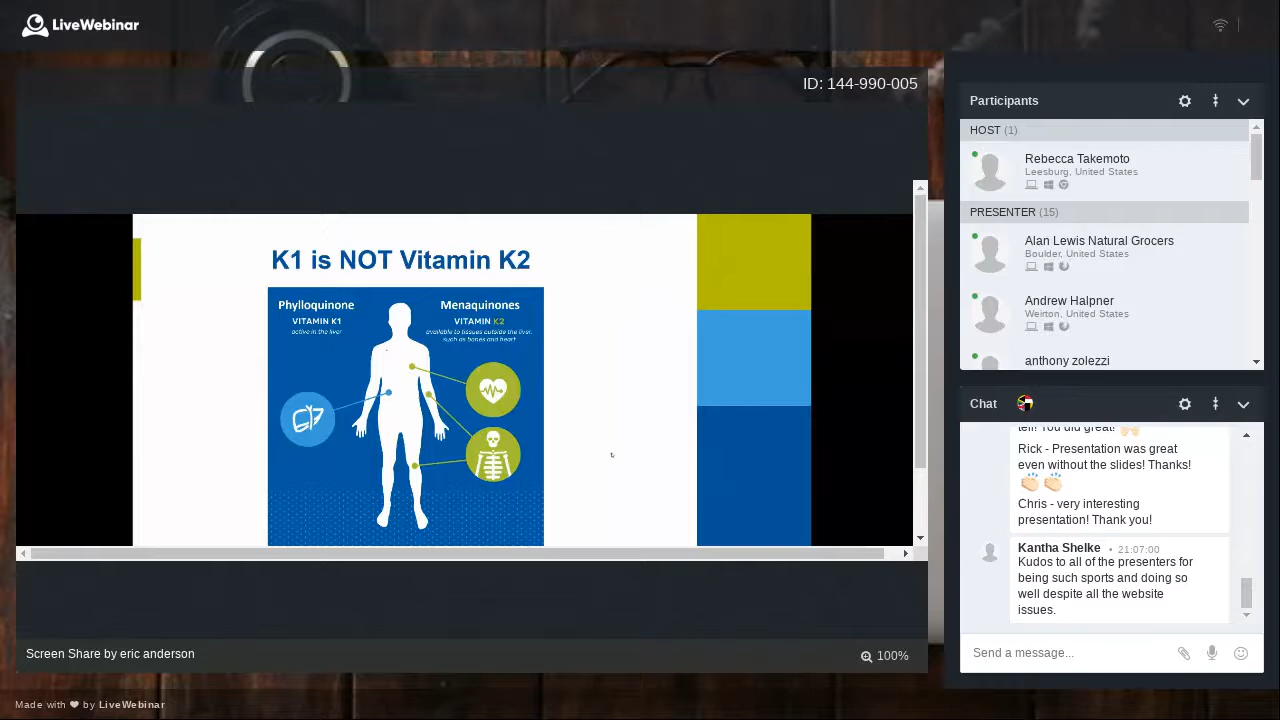 LiveWebinar
ID: 144-990-005
K1 is NOT Vitamin K2
Phylloquinone
VITAMIN K1
active in the liver
Menaquinones
VITAMIN K2
available to tissues outside the liver,
such as bones and heart
Screen Share by eric anderson
100%
Made with ❤ by LiveWebinar
Participants
HOST (1)
Rebecca Takemoto
Leesburg, United States
PRESENTER (15)
Alan Lewis Natural Grocers
Boulder, United States
Andrew Halpner
Weirton, United States
anthony zolezzi
Chat
tell! You did great! 🙌
Rick - Presentation was great
even without the slides! Thanks!
👏 👏
Chris - very interesting
presentation! Thank you!
Kantha Shelke • 21:07:00
Kudos to all of the presenters for
being such sports and doing so
well despite all the website
issues.
Send a message...